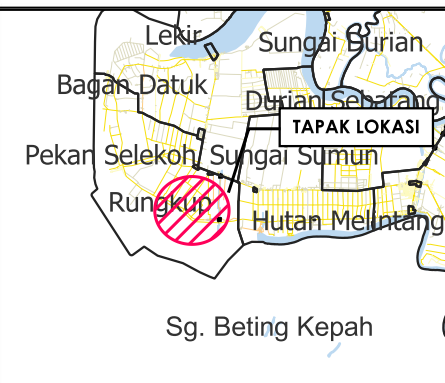 Lekir
Sungai Durian
Bagan Datuk
Durian Sebatang
TAPAK LOKASI
Pekan Selekoh
Sungai Sumun
Rungkup
Hutan Melintang
Sg. Beting Kepah